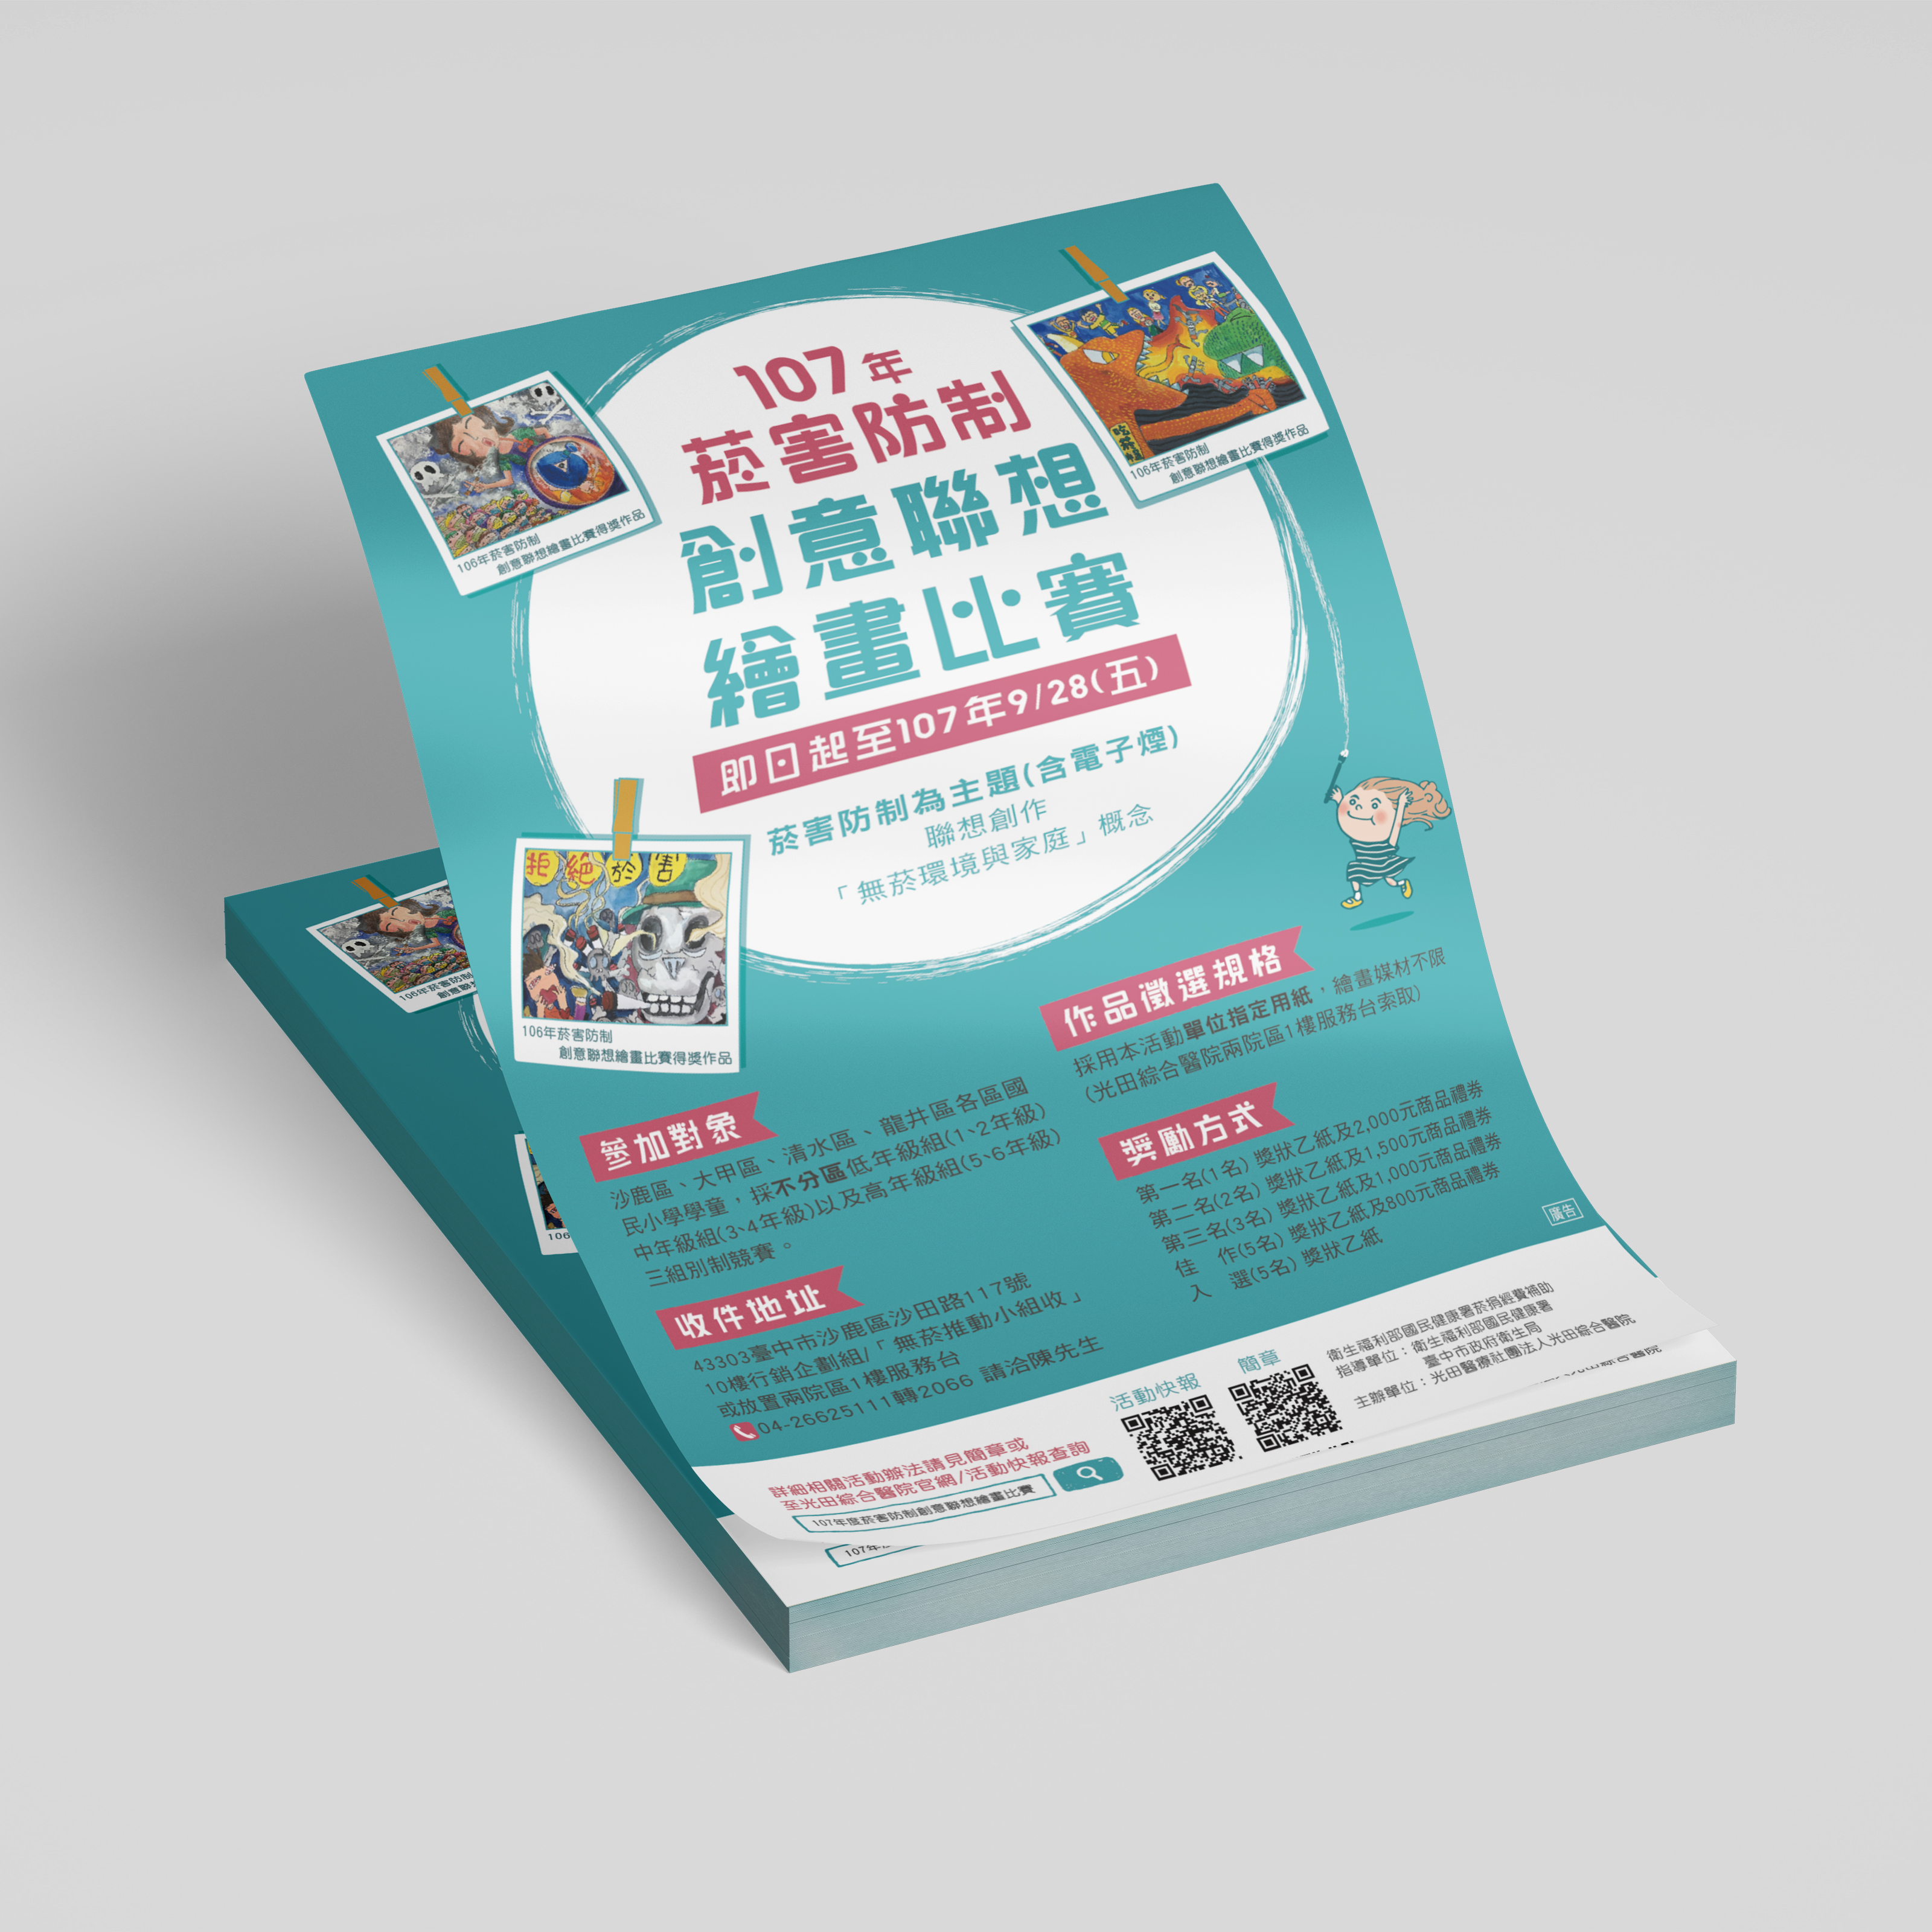 107年
菸害防制
創意聯想
繪畫比賽
即日起至107年9/28(五)
菸害防制為主題(含電子煙)
聯想創作
「無菸環境與家庭」概念
106年菸害防制
創意聯想繪畫比賽得獎作品
106年菸害防制
創意聯想繪畫比賽得獎作品
拒絕菸害
106年菸害防制
創意聯想繪畫比賽得獎作品
作品徵選規格
採用本活動單位指定用紙，繪畫媒材不限
(光田綜合醫院兩院區1樓服務台索取)
參加對象
沙鹿區、大甲區、清水區、龍井區各區國
民小學學童，採不分區低年級組(1、2年級)
中年級組(3、4年級)以及高年級組(5、6年級)
三組別制競賽。
獎勵方式
第一名(1名) 獎狀乙紙及2,000元商品禮券
第二名(2名) 獎狀乙紙及1,500元商品禮券
第三名(3名) 獎狀乙紙及1,000元商品禮券
佳　作(5名) 獎狀乙紙及800元商品禮券
入　選(5名) 獎狀乙紙
收件地址
43303臺中市沙鹿區沙田路117號
10樓行銷企劃組/「無菸推動小組收」
或放置兩院區1樓服務台
04-26625111轉2066 請洽陳先生
廣告
詳細相關活動辦法請見簡章或
至光田綜合醫院官網/活動快報查詢
107年度菸害防制創意聯想繪畫比賽
活動快報
簡章
衛生福利部國民健康署菸捐經費補助
指導單位：衛生福利部國民健康署
臺中市政府衛生局
主辦單位：光田醫療社團法人光田綜合醫院
106年菸害防制
創意聯
106
107年